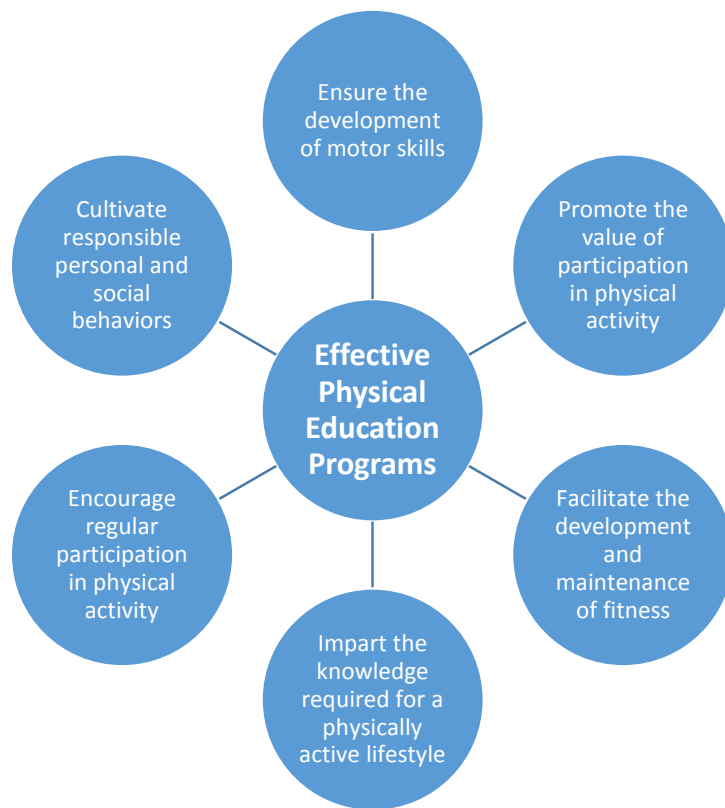 Ensure the
development
of motor skills
Promote the
value of
participation
in physical
activity
Facilitate the
development
and
maintenance
of fitness
Impart the
knowledge
required for a
physically
active lifestyle
Encourage
regular
participation
in physical
activity
Cultivate
responsible
personal and
social
behaviors
Effective
Physical
Education
Programs